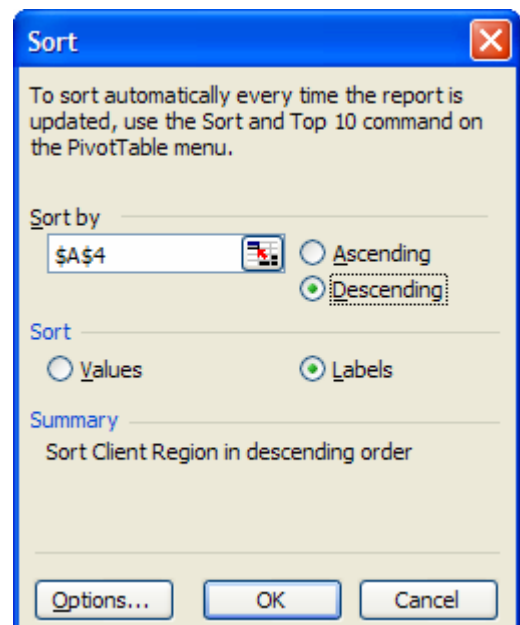 Sort
To sort automatically every time the report is
updated, use the Sort and Top 10 command on
the PivotTable menu.
Sort by
$A$4
Ascending
Descending
Sort
Values
Labels
Summary
Sort Client Region in descending order
Options...
OK
Cancel